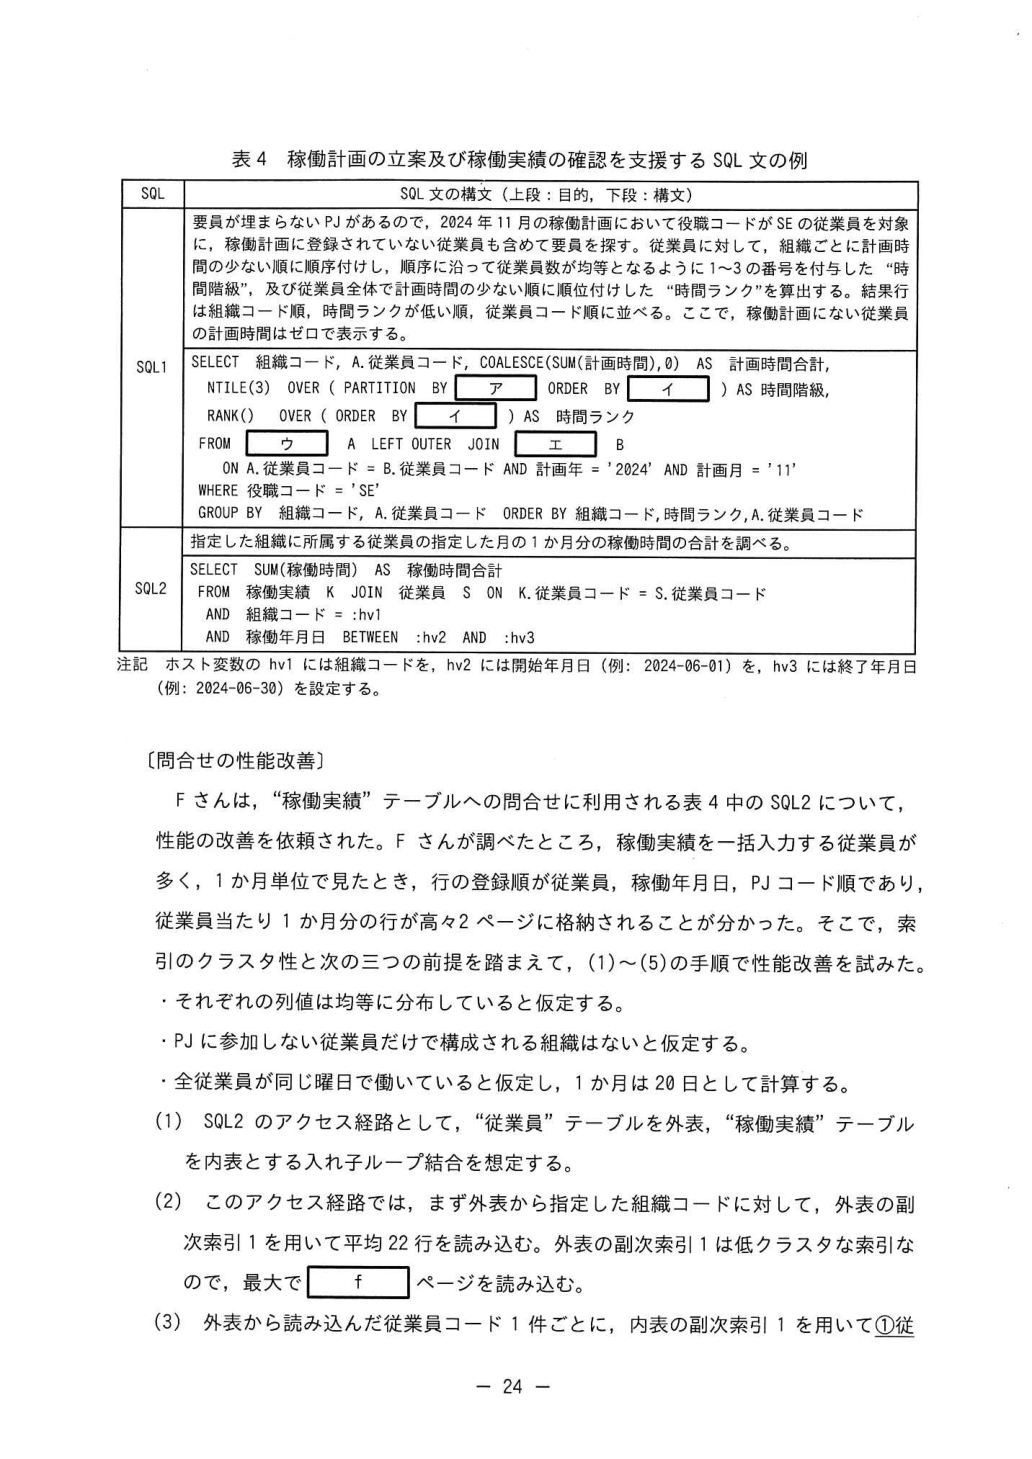 表4 稼働計画の立案及び稼働実績の確認を支援する SQL 文の例
SQL
SQL 文の構文(上段:目的,下段:構文)
SQL1
要員が埋まらない PJ があるので,2024 年 11 月の稼働計画において役職コードが SE の従業員を対象
に,稼働計画に登録されていない従業員も含めて要員を探す。従業員に対して,組織ごとに計画時
間の少ない順に順序付けし,順序に沿って従業員数が均等となるように 1~3 の番号を付与した “時
間階級”,及び従業員全体で計画時間の少ない順に順位付けした “時間ランク”を算出する。結果行
は組織コード順,時間ランクが低い順,従業員コード順に並べる。ここで,稼働計画にない従業員
の計画時間はゼロで表示する。
SELECT 組織コード, A.従業員コード, COALESCE(SUM(計画時間),0) AS 計画時間合計,
NTILE(3) OVER ( PARTITION BY ア ORDER BY イ ) AS 時間階級,
RANK() OVER ( ORDER BY イ ) AS 時間ランク
FROM ウ A LEFT OUTER JOIN エ B
ON A.従業員コード = B.従業員コード AND 計画年 = '2024' AND 計画月 = '11'
WHERE 役職コード = 'SE'
GROUP BY 組織コード, A.従業員コード ORDER BY 組織コード,時間ランク,A.従業員コード
SQL2
指定した組織に所属する従業員の指定した月の 1 か月分の稼働時間の合計を調べる。
SELECT SUM(稼働時間) AS 稼働時間合計
FROM 稼働実績 K JOIN 従業員 S ON K.従業員コード = S.従業員コード
AND 組織コード = :hv1
AND 稼働年月日 BETWEEN :hv2 AND :hv3
注記 ホスト変数の hv1 には組織コードを,hv2 には開始年月日(例:2024-06-01)を,hv3 には終了年月日
(例:2024-06-30)を設定する。
〔問合せの性能改善〕
F さんは,“稼働実績” テーブルへの問合せに利用される表 4 中の SQL2 について,
性能の改善を依頼された。F さんが調べたところ,稼働実績を一括入力する従業員が
多く,1 か月単位で見たとき,行の登録順が従業員,稼働年月日,PJ コード順であり,
従業員当たり 1 か月分の行が高々2 ページに格納されることが分かった。そこで,索
引のクラスタ性と次の三つの前提を踏まえて,(1)~(5)の手順で性能改善を試みた。
・それぞれの列値は均等に分布していると仮定する。
・PJ に参加しない従業員だけで構成される組織はないと仮定する。
・全従業員が同じ曜日で働いていると仮定し,1 か月は 20 日として計算する。
(1) SQL2 のアクセス経路として,“従業員” テーブルを外表,“稼働実績” テーブル
を内表とする入れ子ループ結合を想定する。
(2) このアクセス経路では,まず外表から指定した組織コードに対して,外表の副
次索引 1 を用いて平均 22 行を読み込む。外表の副次索引 1 は低クラスタな索引な
ので,最大で f ページを読み込む。
(3) 外表から読み込んだ従業員コード 1 件ごとに,内表の副次索引 1 を用いて①従
- 24 -